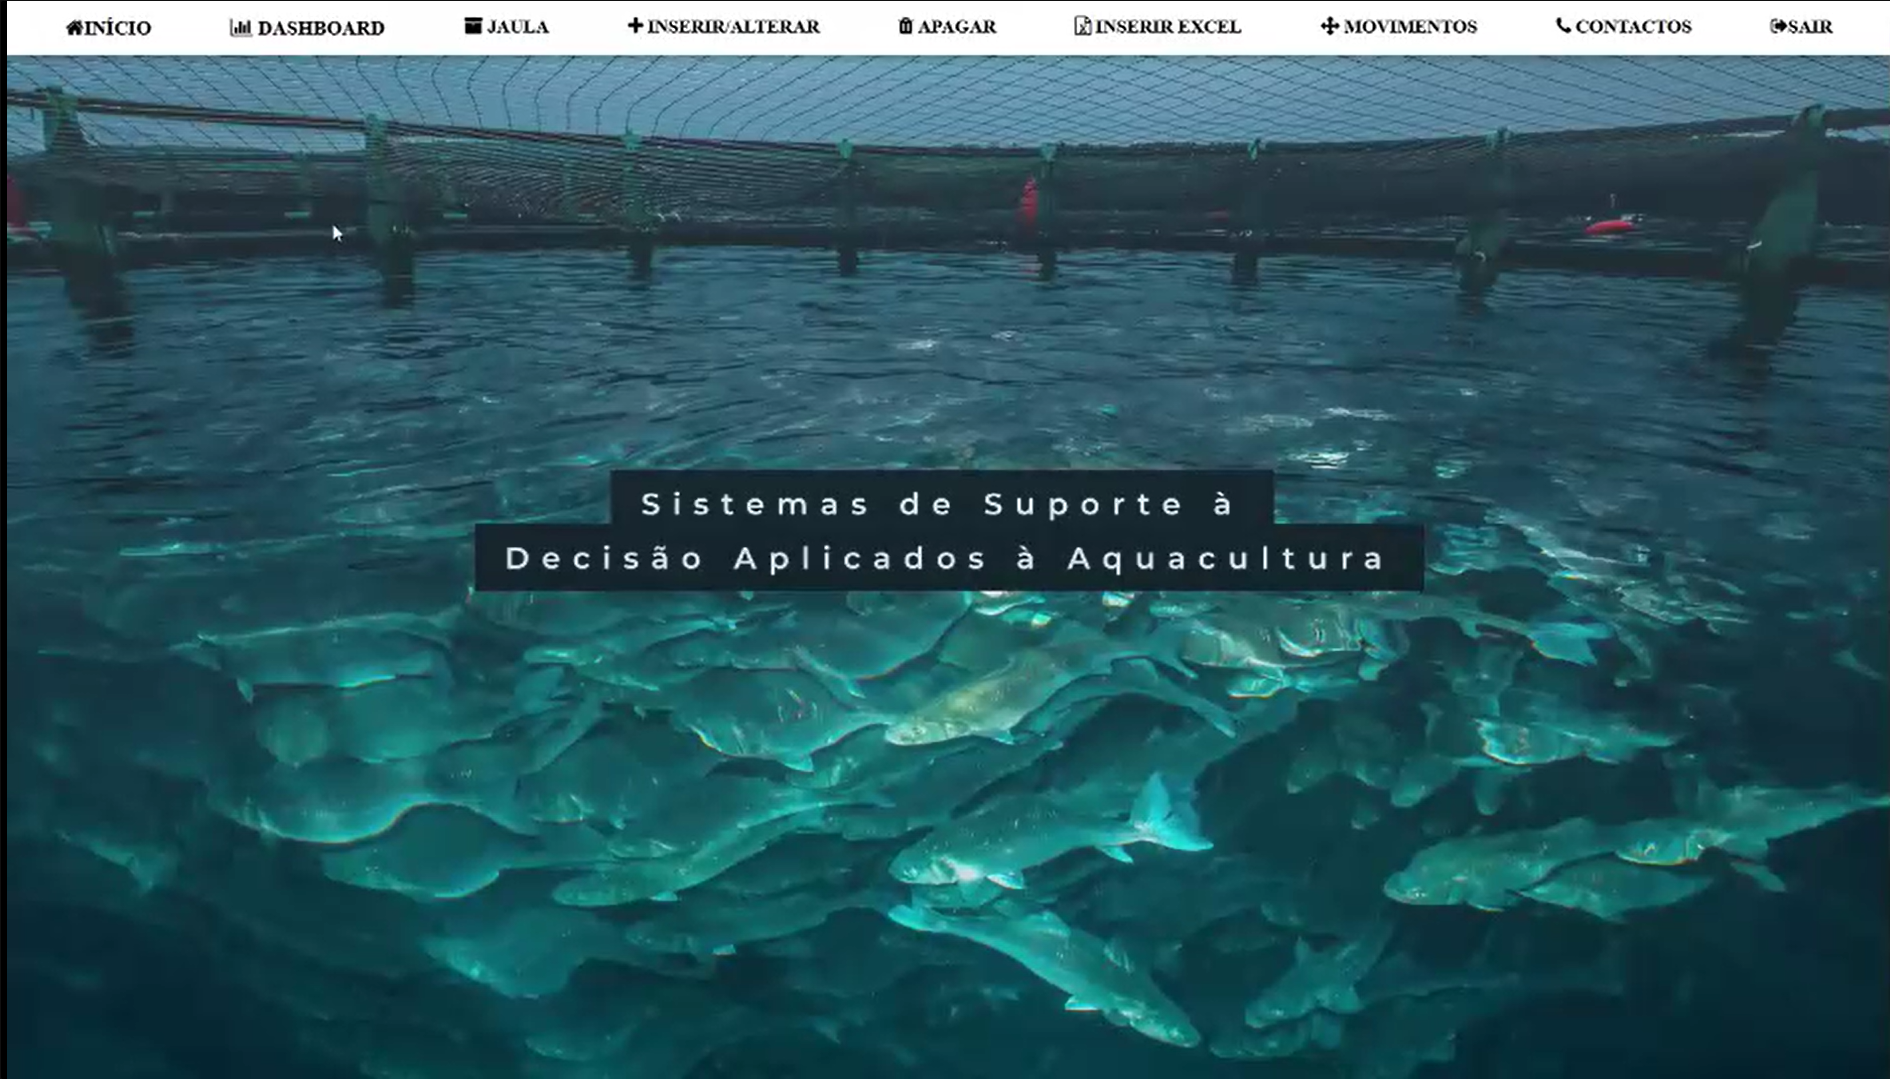 INÍCIO DASHBOARD JAULA INSERIR/ALTERAR APAGAR INSERIR EXCEL MOVIMENTOS CONTACTOS SAIR
Sistemas de Suporte à
Decisão Aplicados à Aquacultura